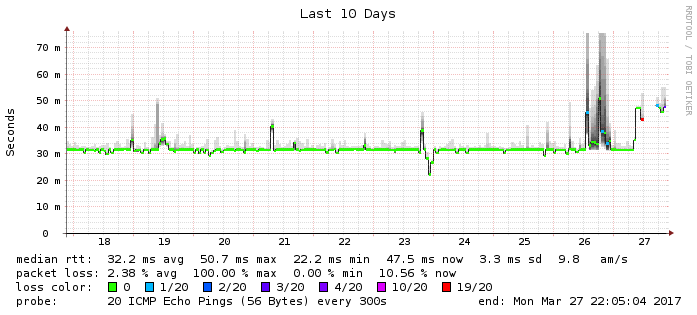 Last 10 Days
RRDTOOL / TOBI OETIKER
Seconds
70 m
60 m
50 m
40 m
30 m
20 m
10 m
0
18 19 20 21 22 23 24 25 26 27
median rtt: 32.2 ms avg 50.7 ms max 22.2 ms min 47.5 ms now 3.3 ms sd 9.8 am/s
packet loss: 2.38 % avg 100.00 % max 0.00 % min 10.56 % now
loss color: 0 1/20 2/20 3/20 4/20 10/20 19/20
probe: 20 ICMP Echo Pings (56 Bytes) every 300s end: Mon Mar 27 22:05:04 2017